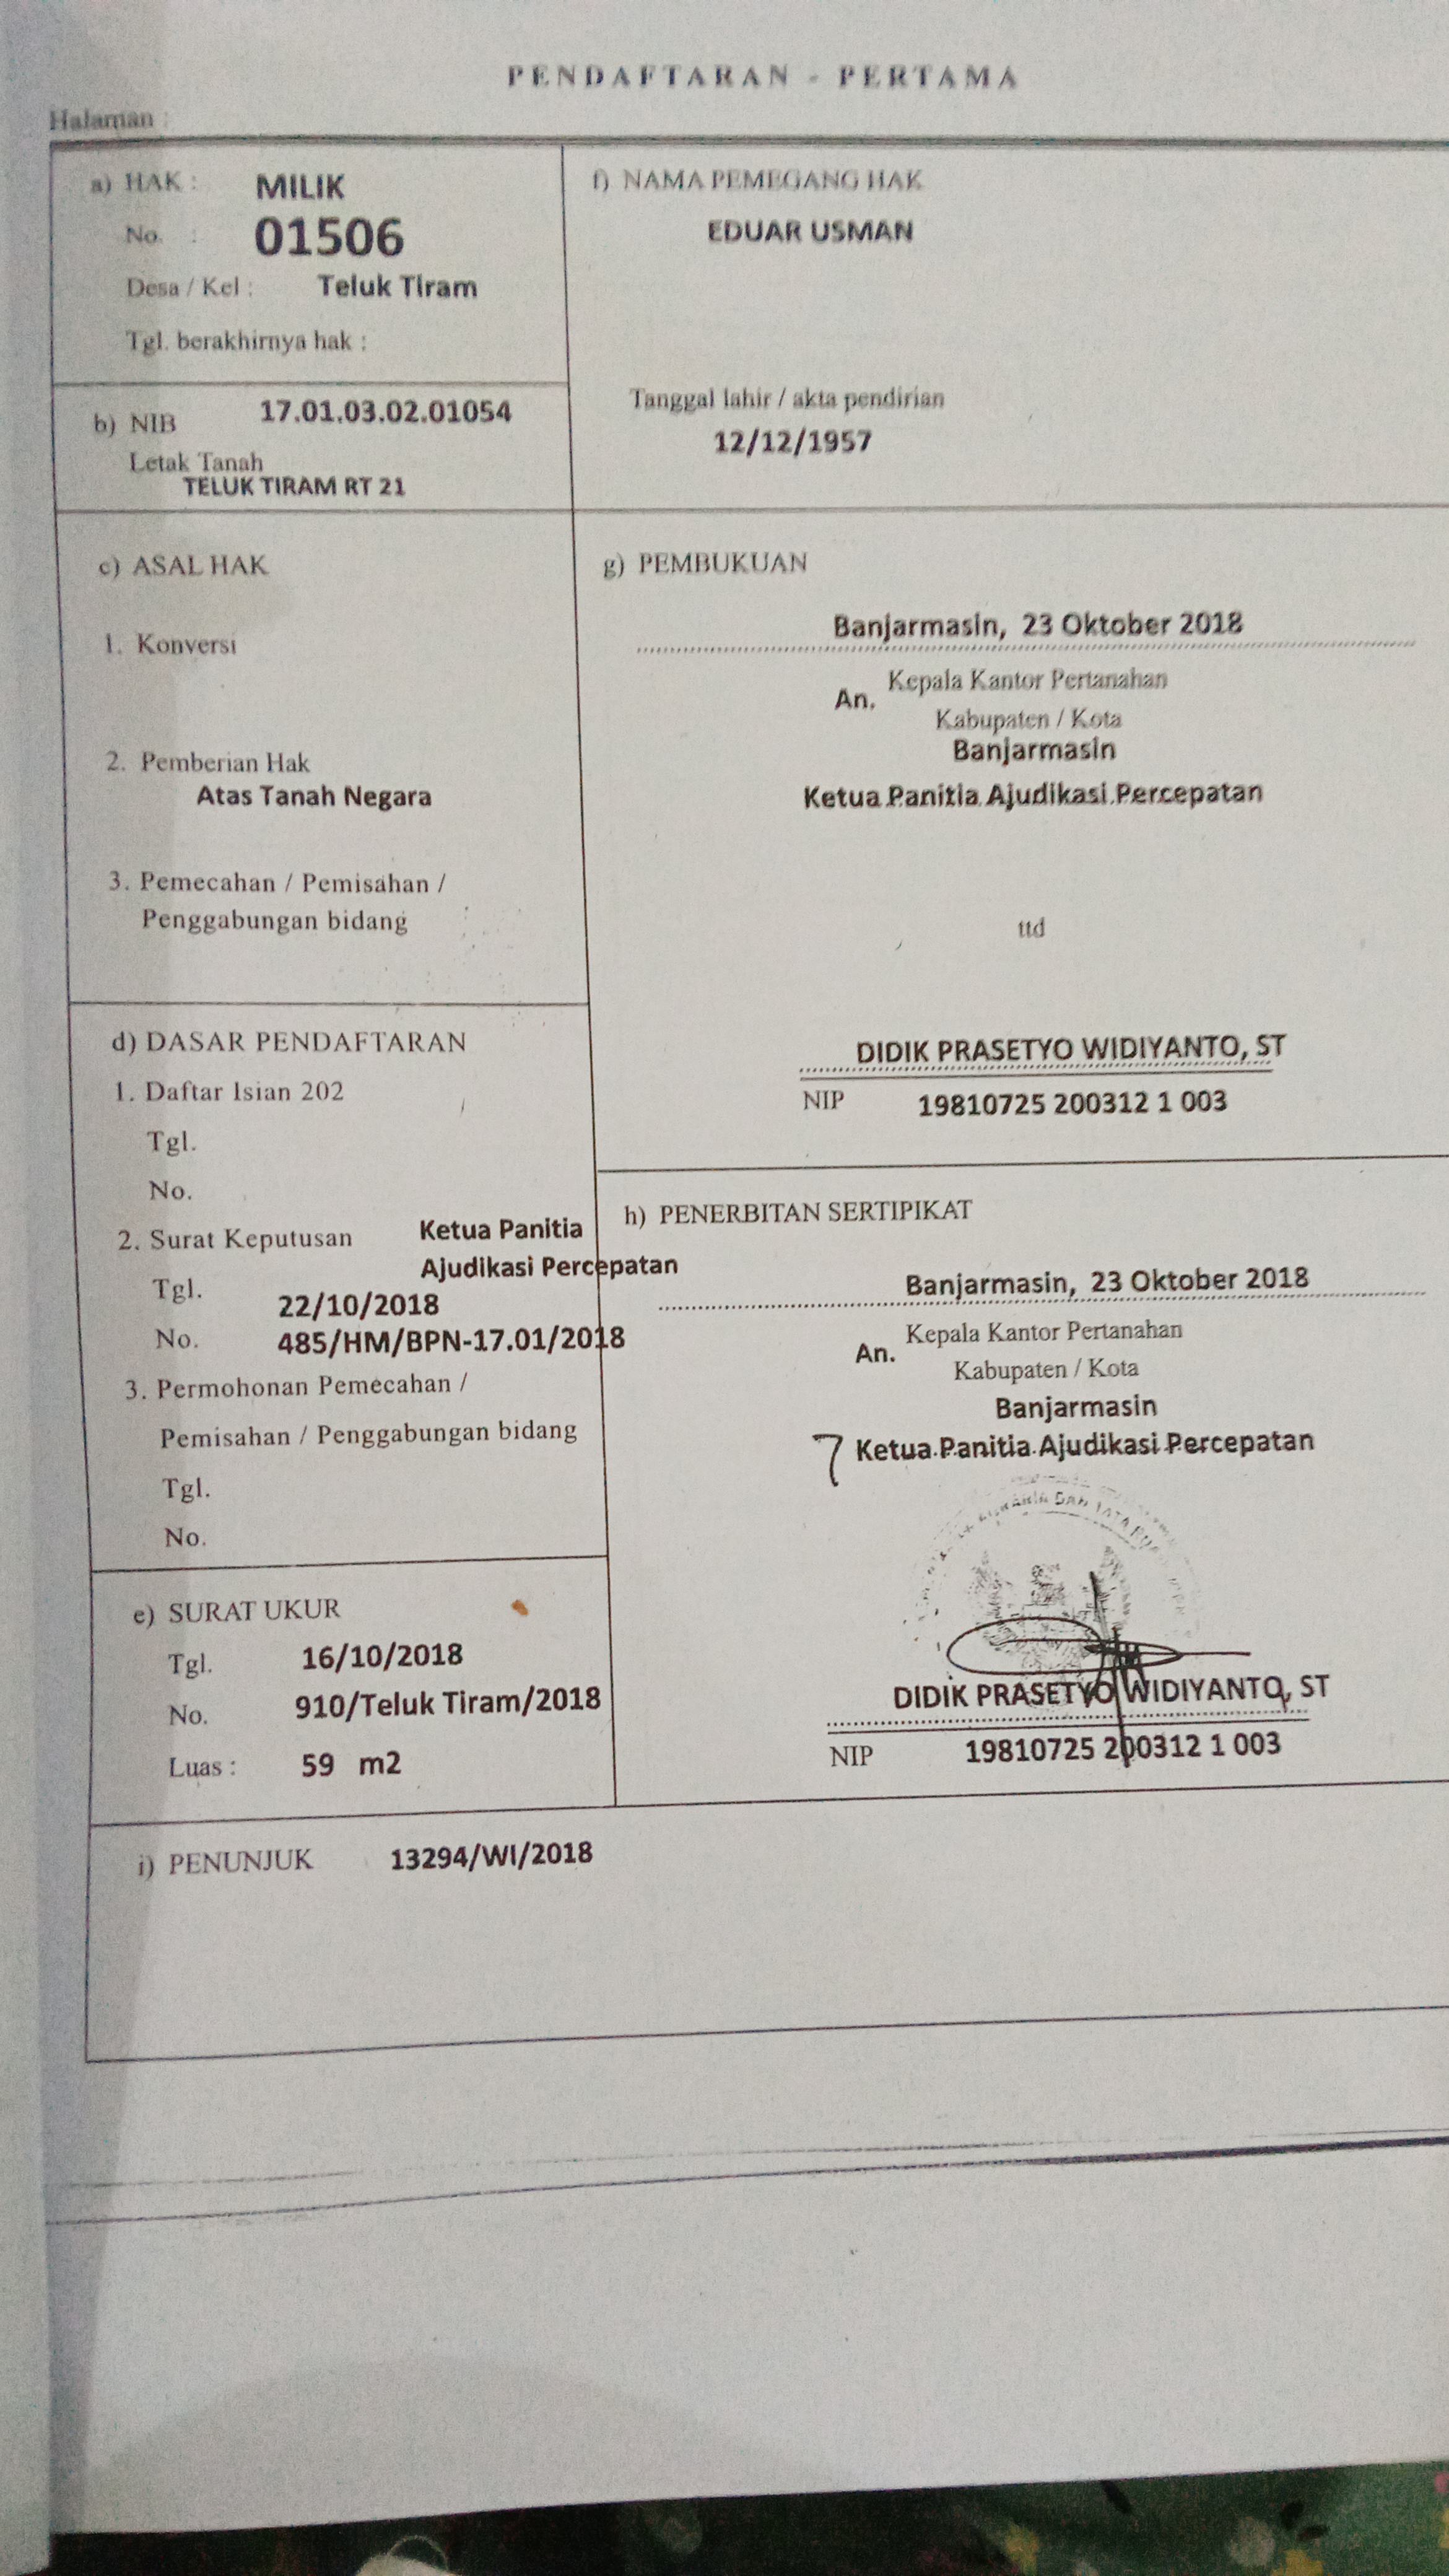 PENDAFTARAN - PERTAMA
Halaman :
a) HAK : MILIK
No. : 01506
Desa / Kel : Teluk Tiram
Tgl. berakhirnya hak :
b) NIB 17.01.03.02.01054
Letak Tanah
TELUK TIRAM RT 21
c) ASAL HAK
1. Konversi
2. Pemberian Hak
Atas Tanah Negara
3. Pemecahan / Pemisahan /
Penggabungan bidang
d) DASAR PENDAFTARAN
1. Daftar Isian 202
Tgl.
No.
2. Surat Keputusan Ketua Panitia
Ajudikasi Percepatan
Tgl. 22/10/2018
No. 485/HM/BPN-17.01/2018
3. Permohonan Pemecahan /
Pemisahan / Penggabungan bidang
Tgl.
No.
e) SURAT UKUR
Tgl. 16/10/2018
No. 910/Teluk Tiram/2018
Luas : 59 m2
f) NAMA PEMEGANG HAK
EDUAR USMAN
Tanggal lahir / akta pendirian
12/12/1957
g) PEMBUKUAN
Banjarmasin, 23 Oktober 2018
An. Kepala Kantor Pertanahan
Kabupaten / Kota
Banjarmasin
Ketua Panitia Ajudikasi Percepatan
ttd
DIDIK PRASETYO WIDIYANTO, ST
NIP 19810725 200312 1 003
h) PENERBITAN SERTIPIKAT
Banjarmasin, 23 Oktober 2018
An. Kepala Kantor Pertanahan
Kabupaten / Kota
Banjarmasin
Ketua Panitia Ajudikasi Percepatan
DIDIK PRASETYO WIDIYANTO, ST
NIP 19810725 200312 1 003
i) PENUNJUK 13294/WI/2018